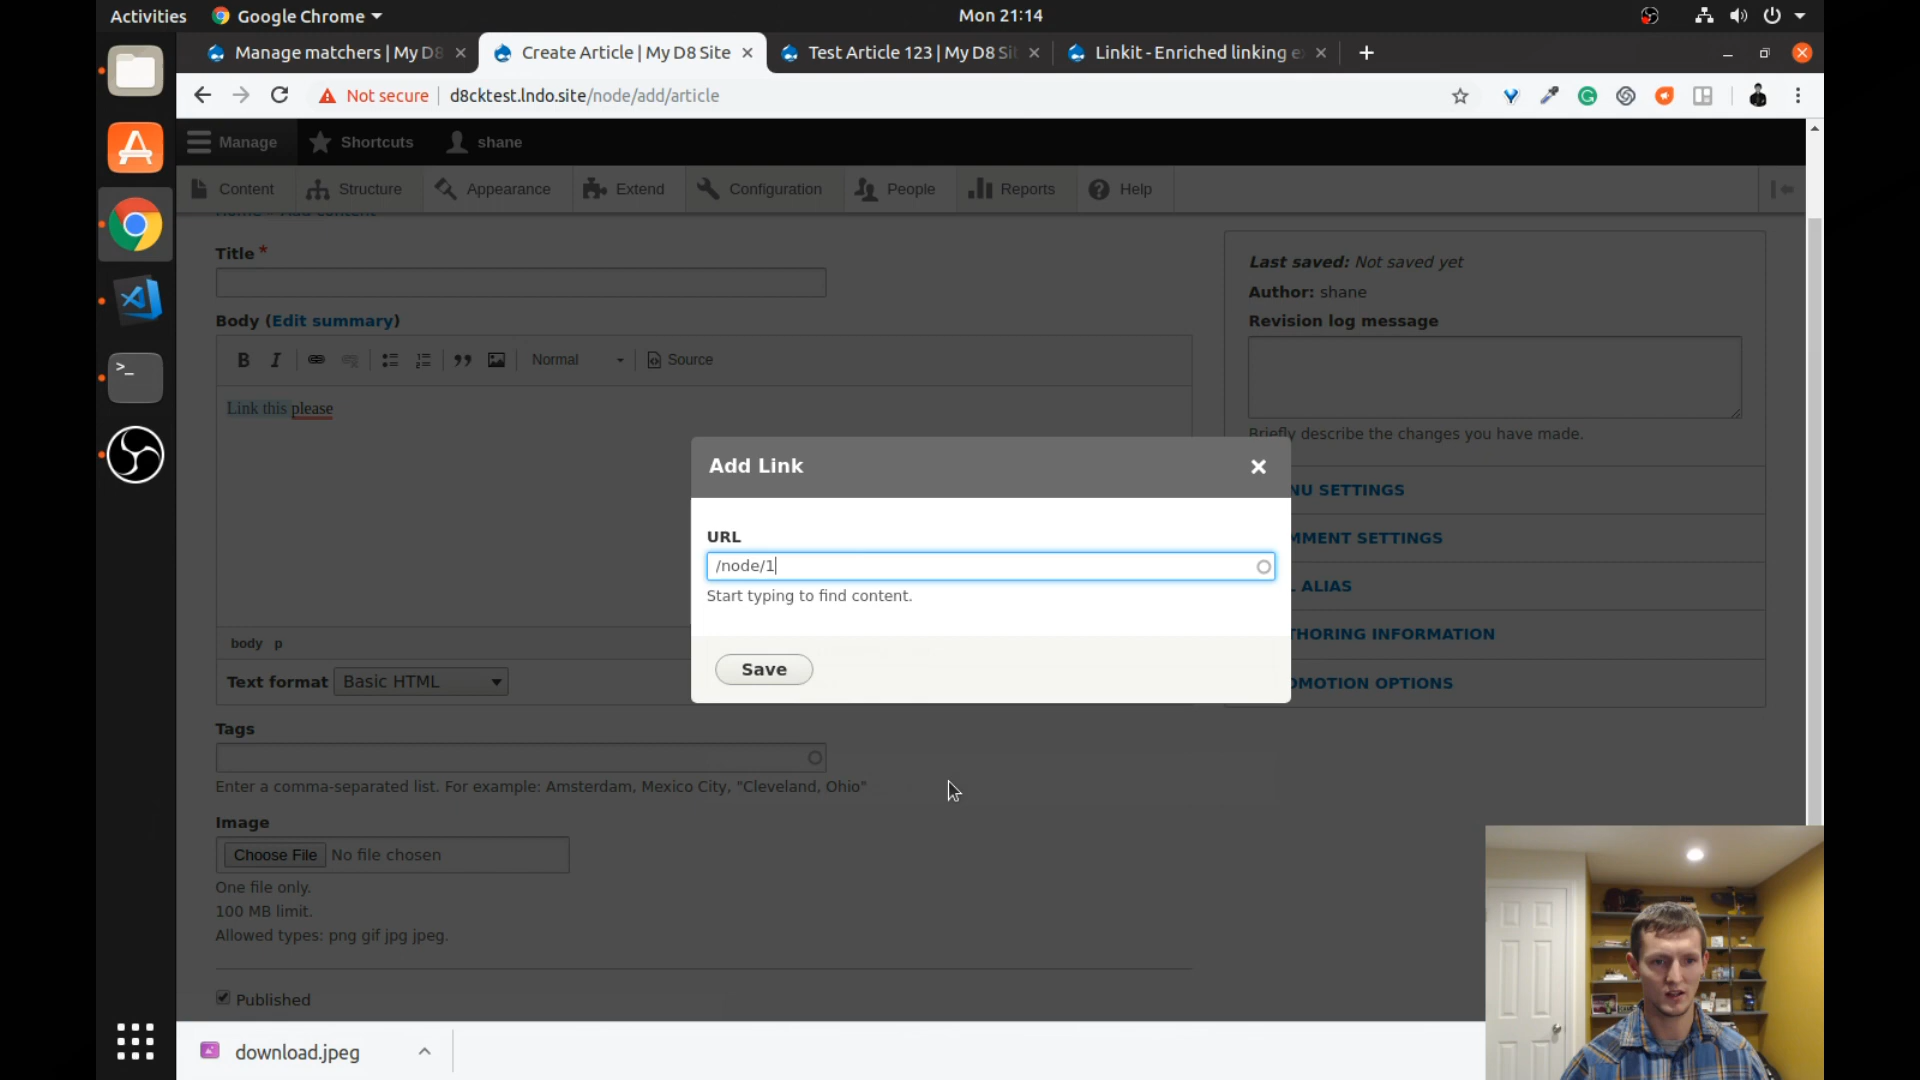 Activities
Google Chrome
Mon 21:14
Manage matchers | My D8
Create Article | My D8 Site
Test Article 123 | My D8 Sit
Linkit - Enriched linking e
Not secure
d8cktest.lndo.site/node/add/article
Manage
Shortcuts
shane
Content
Structure
Appearance
Extend
Configuration
People
Reports
Help
Home » Add content
Title *
Last saved: Not saved yet
Author: shane
Revision log message
Body (Edit summary)
B I
Normal
Source
Link this please
Briefly describe the changes you have made.
Add Link
NU SETTINGS
URL
MMENT SETTINGS
/node/1
L ALIAS
Start typing to find content.
THORING INFORMATION
body p
Save
Text format
Basic HTML
OMOTION OPTIONS
Tags
Enter a comma-separated list. For example: Amsterdam, Mexico City, "Cleveland, Ohio"
Image
Choose File No file chosen
One file only.
100 MB limit.
Allowed types: png gif jpg jpeg.
Published
download.jpeg